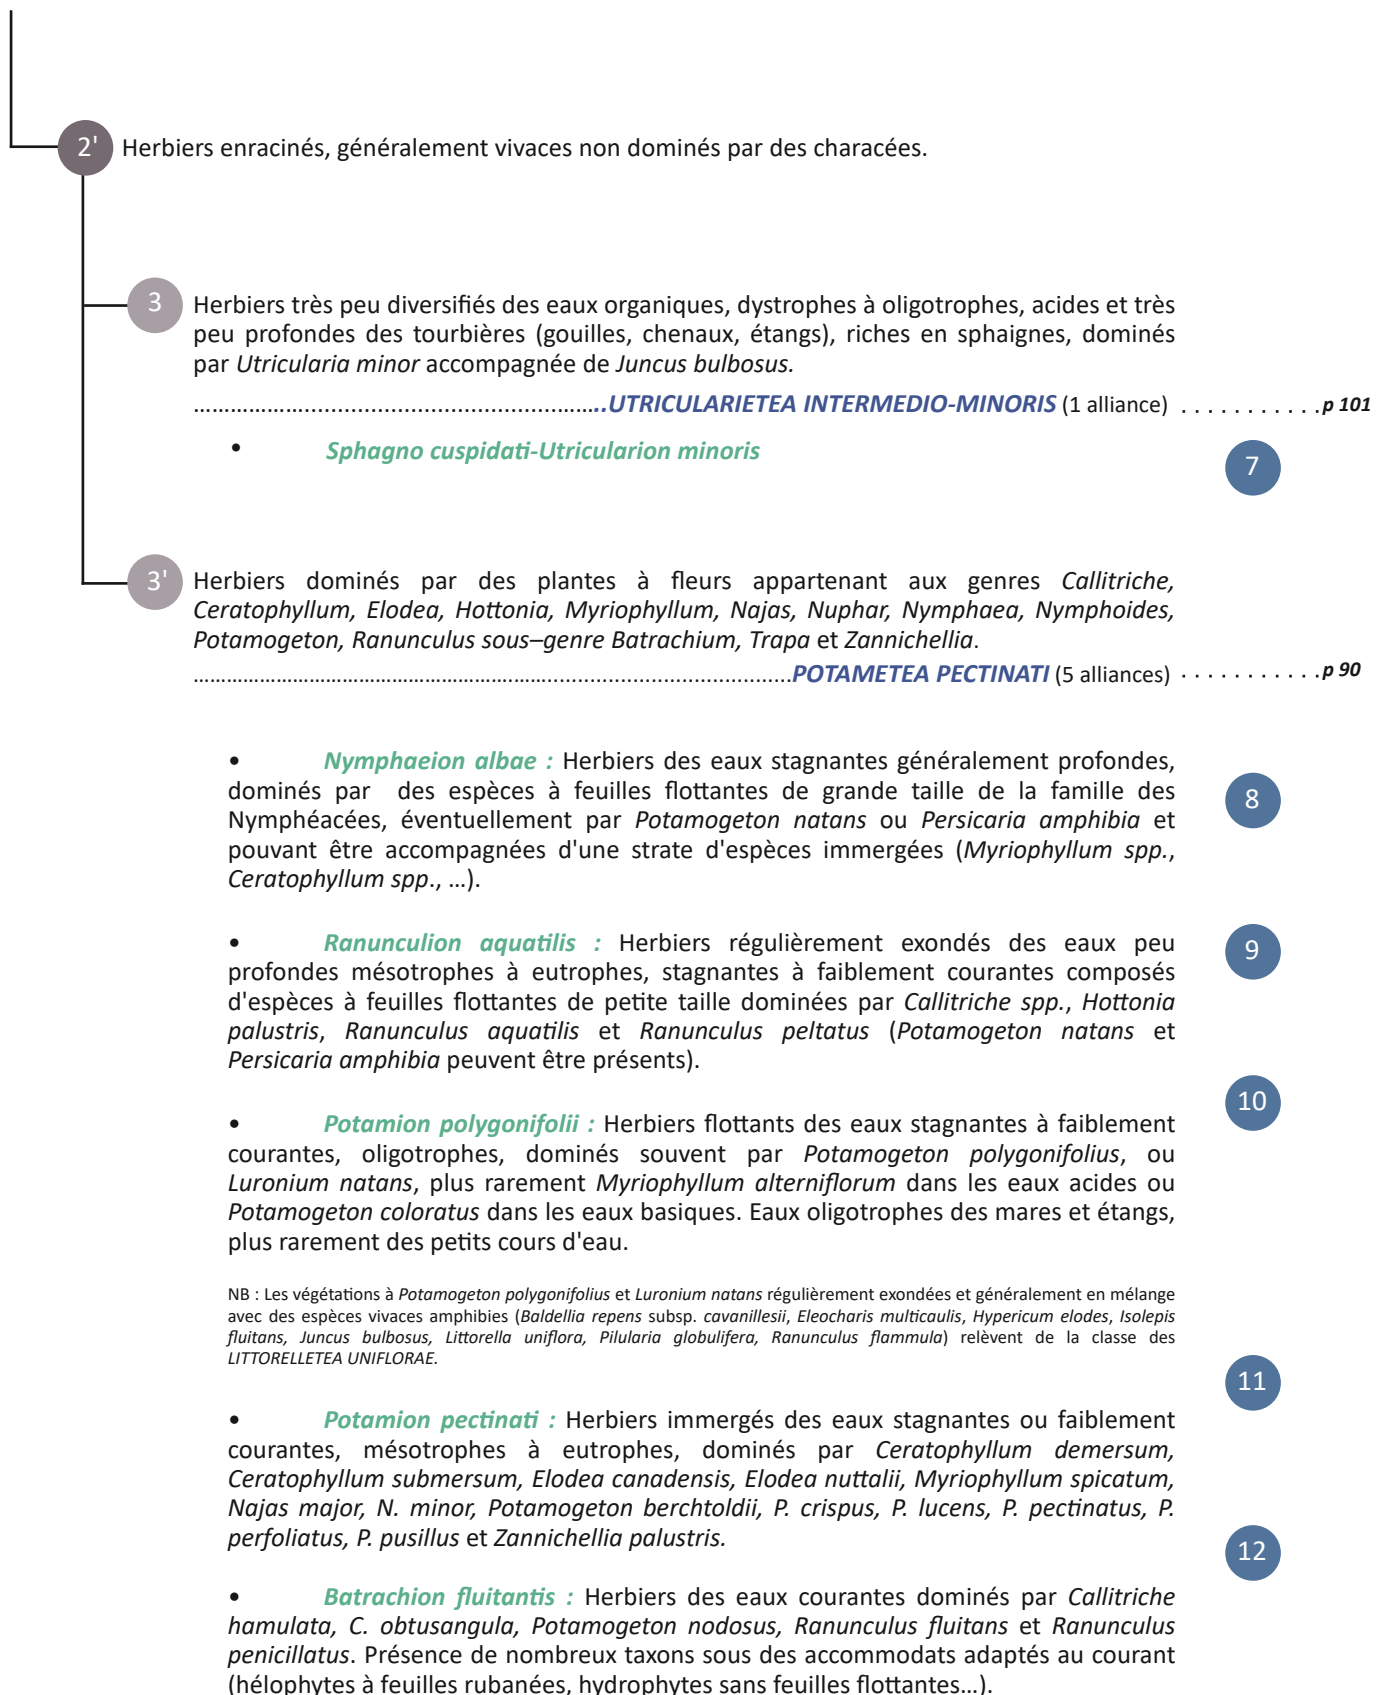 2' Herbiers enracinés, généralement vivaces non dominés par des characées.
3 Herbiers très peu diversifiés des eaux organiques, dystrophes à oligotrophes, acides et très
peu profondes des tourbières (gouilles, chenaux, étangs), riches en sphaignes, dominés
par Utricularia minor accompagnée de Juncus bulbosus.
..........................................................UTRICULARIETEA INTERMEDIO-MINORIS (1 alliance) . . . . . . . . . . . p 101
• Sphagno cuspidati-Utricularion minoris 7
3' Herbiers dominés par des plantes à fleurs appartenant aux genres Callitriche,
Ceratophyllum, Elodea, Hottonia, Myriophyllum, Najas, Nuphar, Nymphaea, Nymphoides,
Potamogeton, Ranunculus sous–genre Batrachium, Trapa et Zannichellia.
..........................................................POTAMETEA PECTINATI (5 alliances) . . . . . . . . . . . p 90
• Nymphaeion albae : Herbiers des eaux stagnantes généralement profondes,
dominés par des espèces à feuilles flottantes de grande taille de la famille des 8
Nymphéacées, éventuellement par Potamogeton natans ou Persicaria amphibia et
pouvant être accompagnées d'une strate d'espèces immergées (Myriophyllum spp.,
Ceratophyllum spp., ...).
• Ranunculion aquatilis : Herbiers régulièrement exondés des eaux peu 9
profondes mésotrophes à eutrophes, stagnantes à faiblement courantes composés
d'espèces à feuilles flottantes de petite taille dominées par Callitriche spp., Hottonia
palustris, Ranunculus aquatilis et Ranunculus peltatus (Potamogeton natans et
Persicaria amphibia peuvent être présents).
10
• Potamion polygonifolii : Herbiers flottants des eaux stagnantes à faiblement
courantes, oligotrophes, dominés souvent par Potamogeton polygonifolius, ou
Luronium natans, plus rarement Myriophyllum alterniflorum dans les eaux acides ou
Potamogeton coloratus dans les eaux basiques. Eaux oligotrophes des mares et étangs,
plus rarement des petits cours d'eau.
NB : Les végétations à Potamogeton polygonifolius et Luronium natans régulièrement exondées et généralement en mélange
avec des espèces vivaces amphibies (Baldellia repens subsp. cavanillesii, Eleocharis multicaulis, Hypericum elodes, Isolepis
fluitans, Juncus bulbosus, Littorella uniflora, Pilularia globulifera, Ranunculus flammula) relèvent de la classe des
LITTORELLETEA UNIFLORAE.
11
• Potamion pectinati : Herbiers immergés des eaux stagnantes ou faiblement
courantes, mésotrophes à eutrophes, dominés par Ceratophyllum demersum,
Ceratophyllum submersum, Elodea canadensis, Elodea nuttalii, Myriophyllum spicatum,
Najas major, N. minor, Potamogeton berchtoldii, P. crispus, P. lucens, P. pectinatus, P.
perfoliatus, P. pusillus et Zannichellia palustris.
12
• Batrachion fluitantis : Herbiers des eaux courantes dominés par Callitriche
hamulata, C. obtusangula, Potamogeton nodosus, Ranunculus fluitans et Ranunculus
penicillatus. Présence de nombreux taxons sous des accommodats adaptés au courant
(hélophytes à feuilles rubanées, hydrophytes sans feuilles flottantes...).